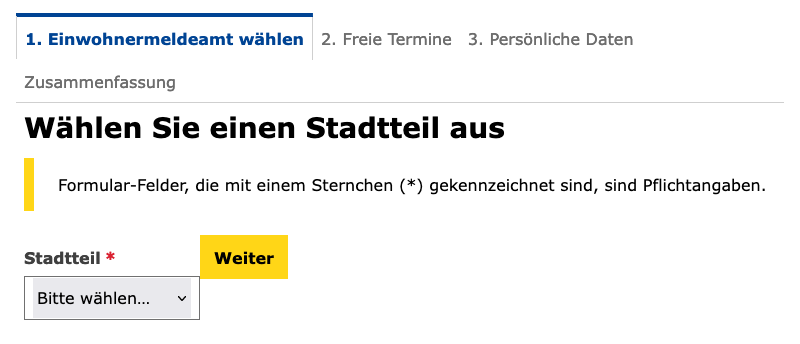 1. Einwohnermeldeamt wählen 2. Freie Termine 3. Persönliche Daten
Zusammenfassung
Wählen Sie einen Stadtteil aus
Formular-Felder, die mit einem Sternchen (*) gekennzeichnet sind, sind Pflichtangaben.
Stadtteil *
Weiter
Bitte wählen...